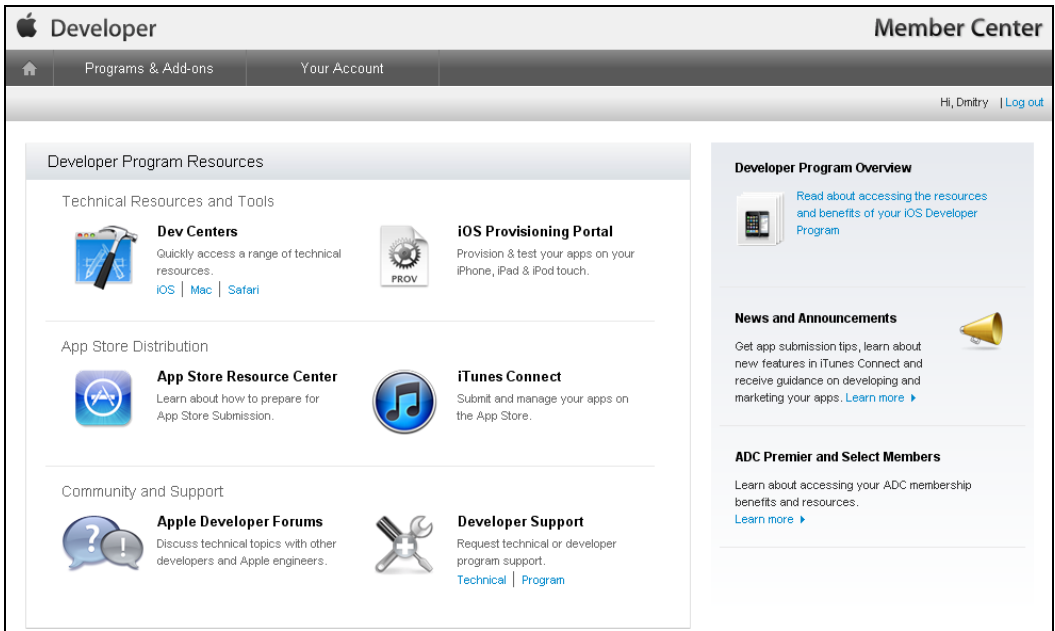 Developer
Member Center
Programs & Add-ons
Your Account
Hi, Dmitry | Log out
Developer Program Resources
Technical Resources and Tools
Dev Centers
Quickly access a range of technical
resources.
iOS | Mac | Safari
PROV
iOS Provisioning Portal
Provision & test your apps on your
iPhone, iPad & iPod touch.
App Store Distribution
App Store Resource Center
Learn about how to prepare for
App Store Submission.
iTunes Connect
Submit and manage your apps on
the App Store.
Community and Support
Apple Developer Forums
Discuss technical topics with other
developers and Apple engineers.
Developer Support
Request technical or developer
program support.
Technical | Program
Developer Program Overview
Read about accessing the resources
and benefits of your iOS Developer
Program
News and Announcements
Get app submission tips, learn about
new features in iTunes Connect and
receive guidance on developing and
marketing your apps. Learn more
ADC Premier and Select Members
Learn about accessing your ADC membership
benefits and resources.
Learn more